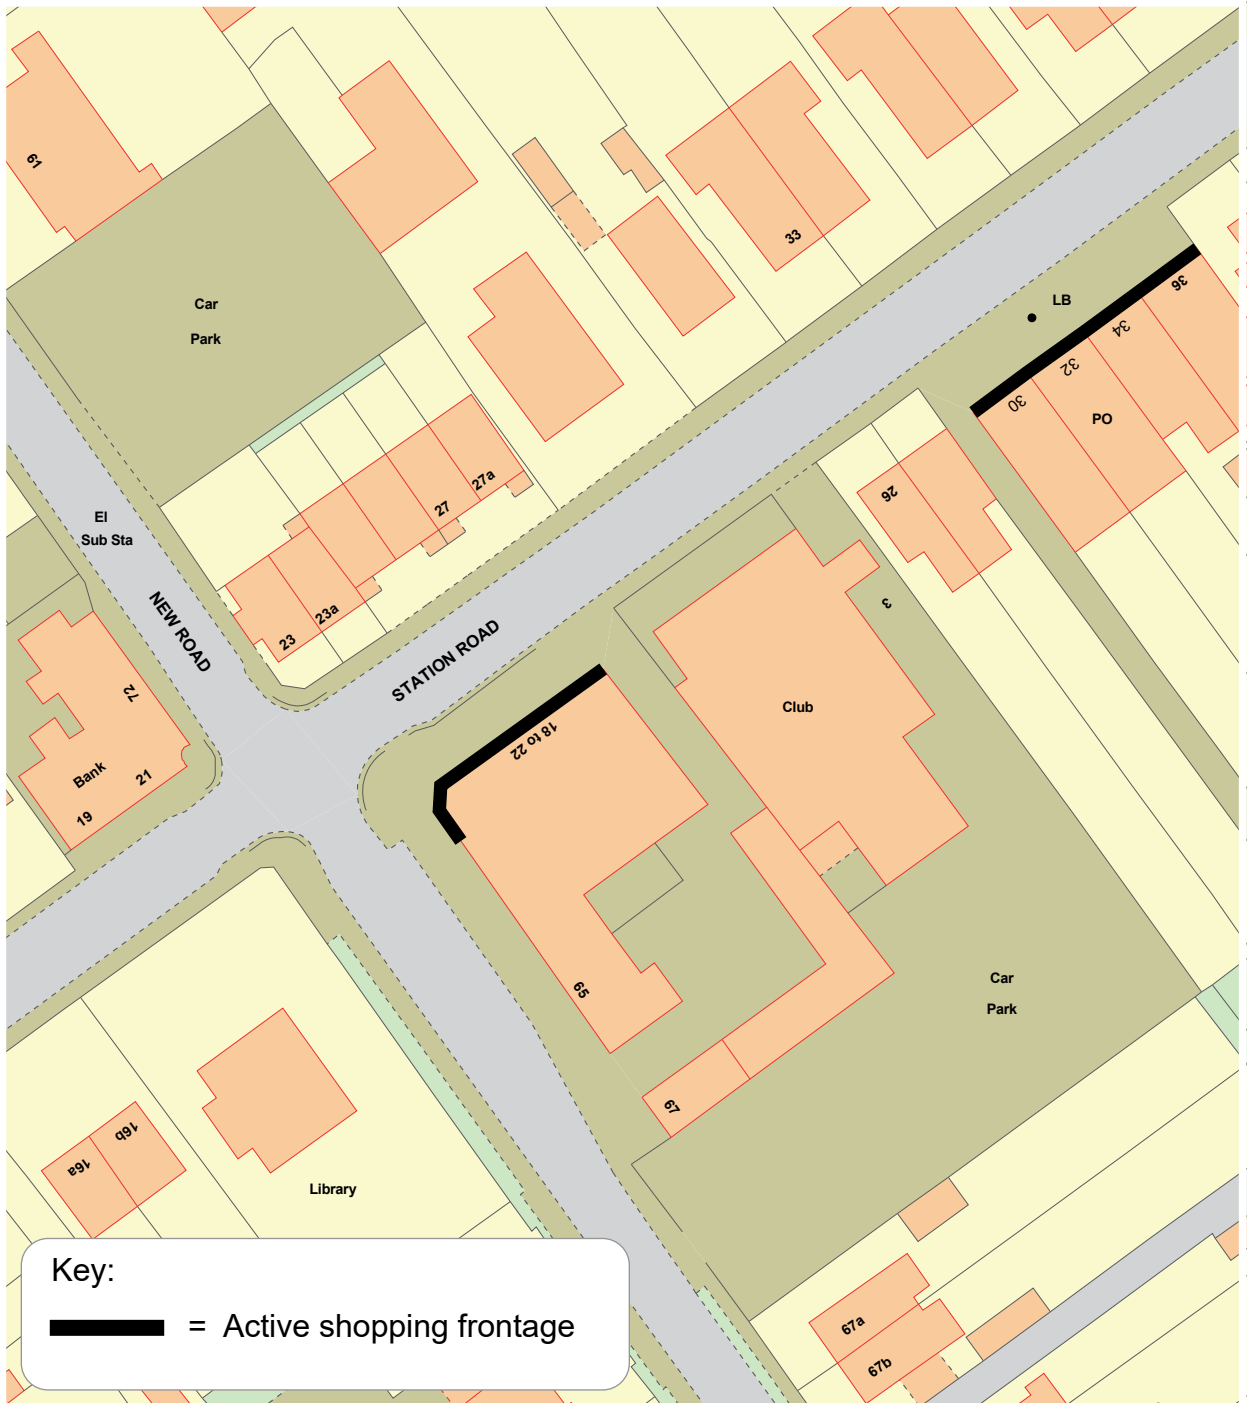 61
33
Car
Park
LB
36
34
32
30
PO
27a
27
26
El
Sub Sta
23a
23
3
NEW ROAD
STATION ROAD
72
Club
18 to 22
Bank
21
19
Car
Park
65
67
16b
16a
Library
Key:
= Active shopping frontage
67a
67b